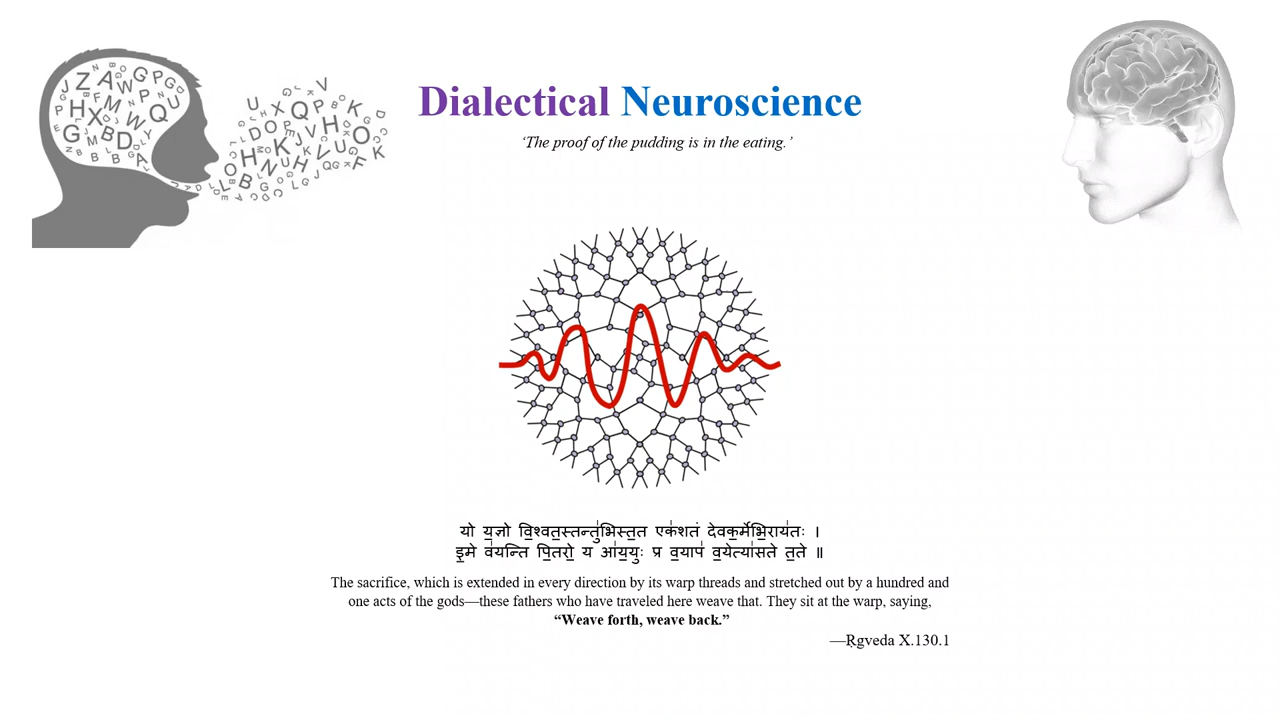 Dialectical Neuroscience
‘The proof of the pudding is in the eating.’
यो य॒ज्ञो वि॒श्वत॒स्तन्तु॑भिस्त॒त एक॑शतं देवक॒र्मेभि॒राय॑तः ।
इ॒मे व॑यन्ति पि॒तरो॒ य आ॑य॒युः प्र व॒याप॑ व॒येत्या॑सते त॒ते ॥
The sacrifice, which is extended in every direction by its warp threads and stretched out by a hundred and
one acts of the gods—these fathers who have traveled here weave that. They sit at the warp, saying,
“Weave forth, weave back.”
—Ṛgveda X.130.1